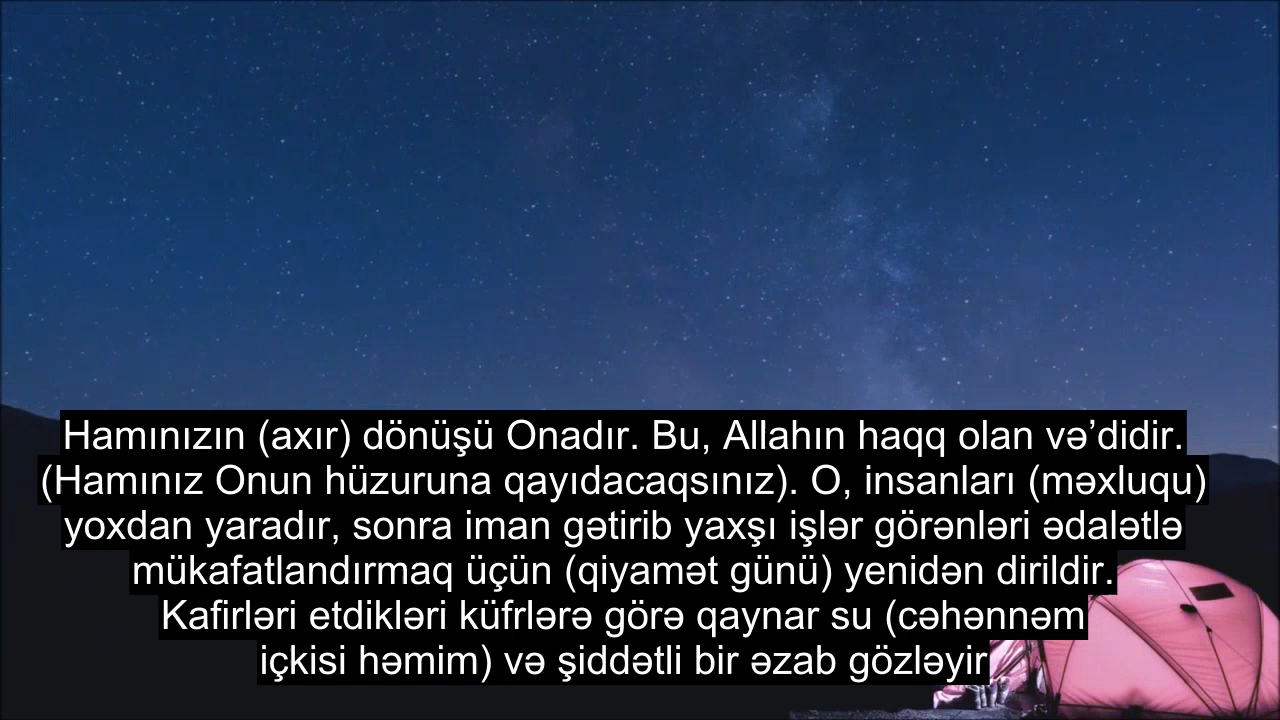 Hamınızın (axır) dönüşü Onadır. Bu, Allahın haqq olan və’didir.
(Hamınız Onun hüzuruna qayıdacaqsınız). O, insanları (məxluqu)
yoxdan yaradır, sonra iman gətirib yaxşı işlər görənləri ədalətlə
mükafatlandırmaq üçün (qiyamət günü) yenidən dirildir.
Kafirləri etdikləri küfrlərə görə qaynar su (cəhənnəm
içkisi həmim) və şiddətli bir əzab gözləyir